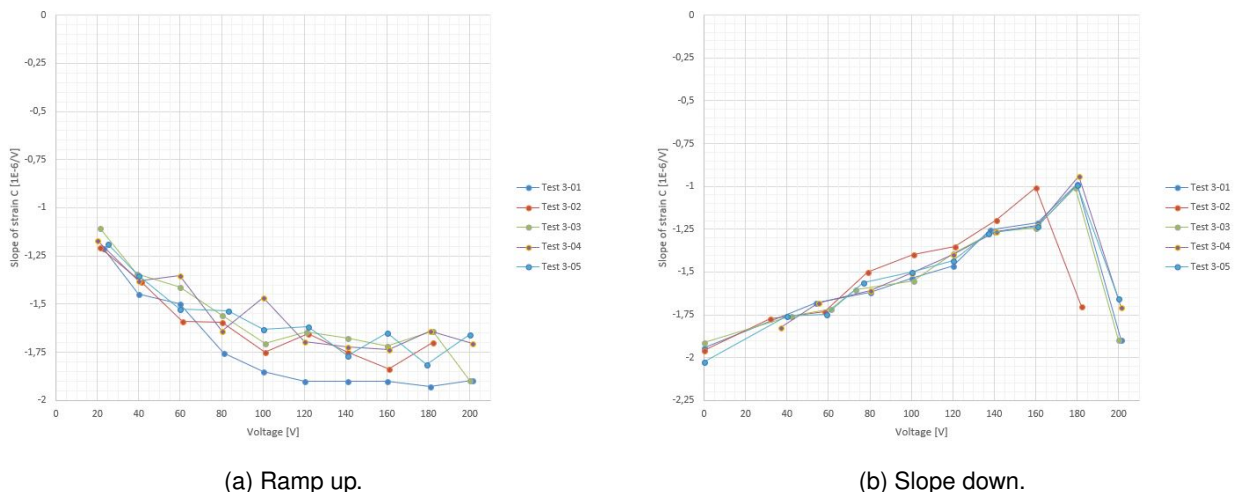 0
-0,25
-0,5
-0,75
-1
-1,25
-1,5
-1,75
-2
0 20 40 60 80 100 120 140 160 180 200
Slope of strain C [1E-6/V]
Voltage [V]
Test 3-01
Test 3-02
Test 3-03
Test 3-04
Test 3-05
(a) Ramp up.
0
-0,25
-0,5
-0,75
-1
-1,25
-1,5
-1,75
-2
-2,25
0 20 40 60 80 100 120 140 160 180 200
Slope of strain C [1E-6/V]
Voltage [V]
Test 3-01
Test 3-02
Test 3-03
Test 3-04
Test 3-05
(b) Slope down.